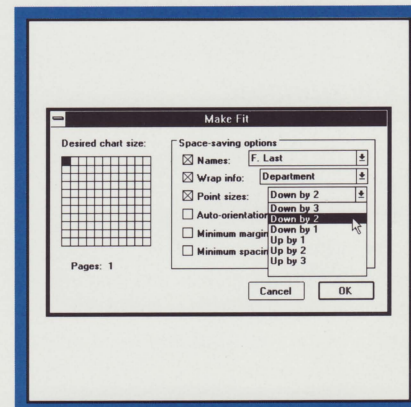 Make Fit
Desired chart size:
Pages: 1
Space-saving options
Names: F. Last
Wrap info: Department
Point sizes: Down by 2
Down by 3
Down by 2
Down by 1
Up by 1
Up by 2
Up by 3
Auto-orientation
Minimum margin
Minimum spacin
Cancel OK